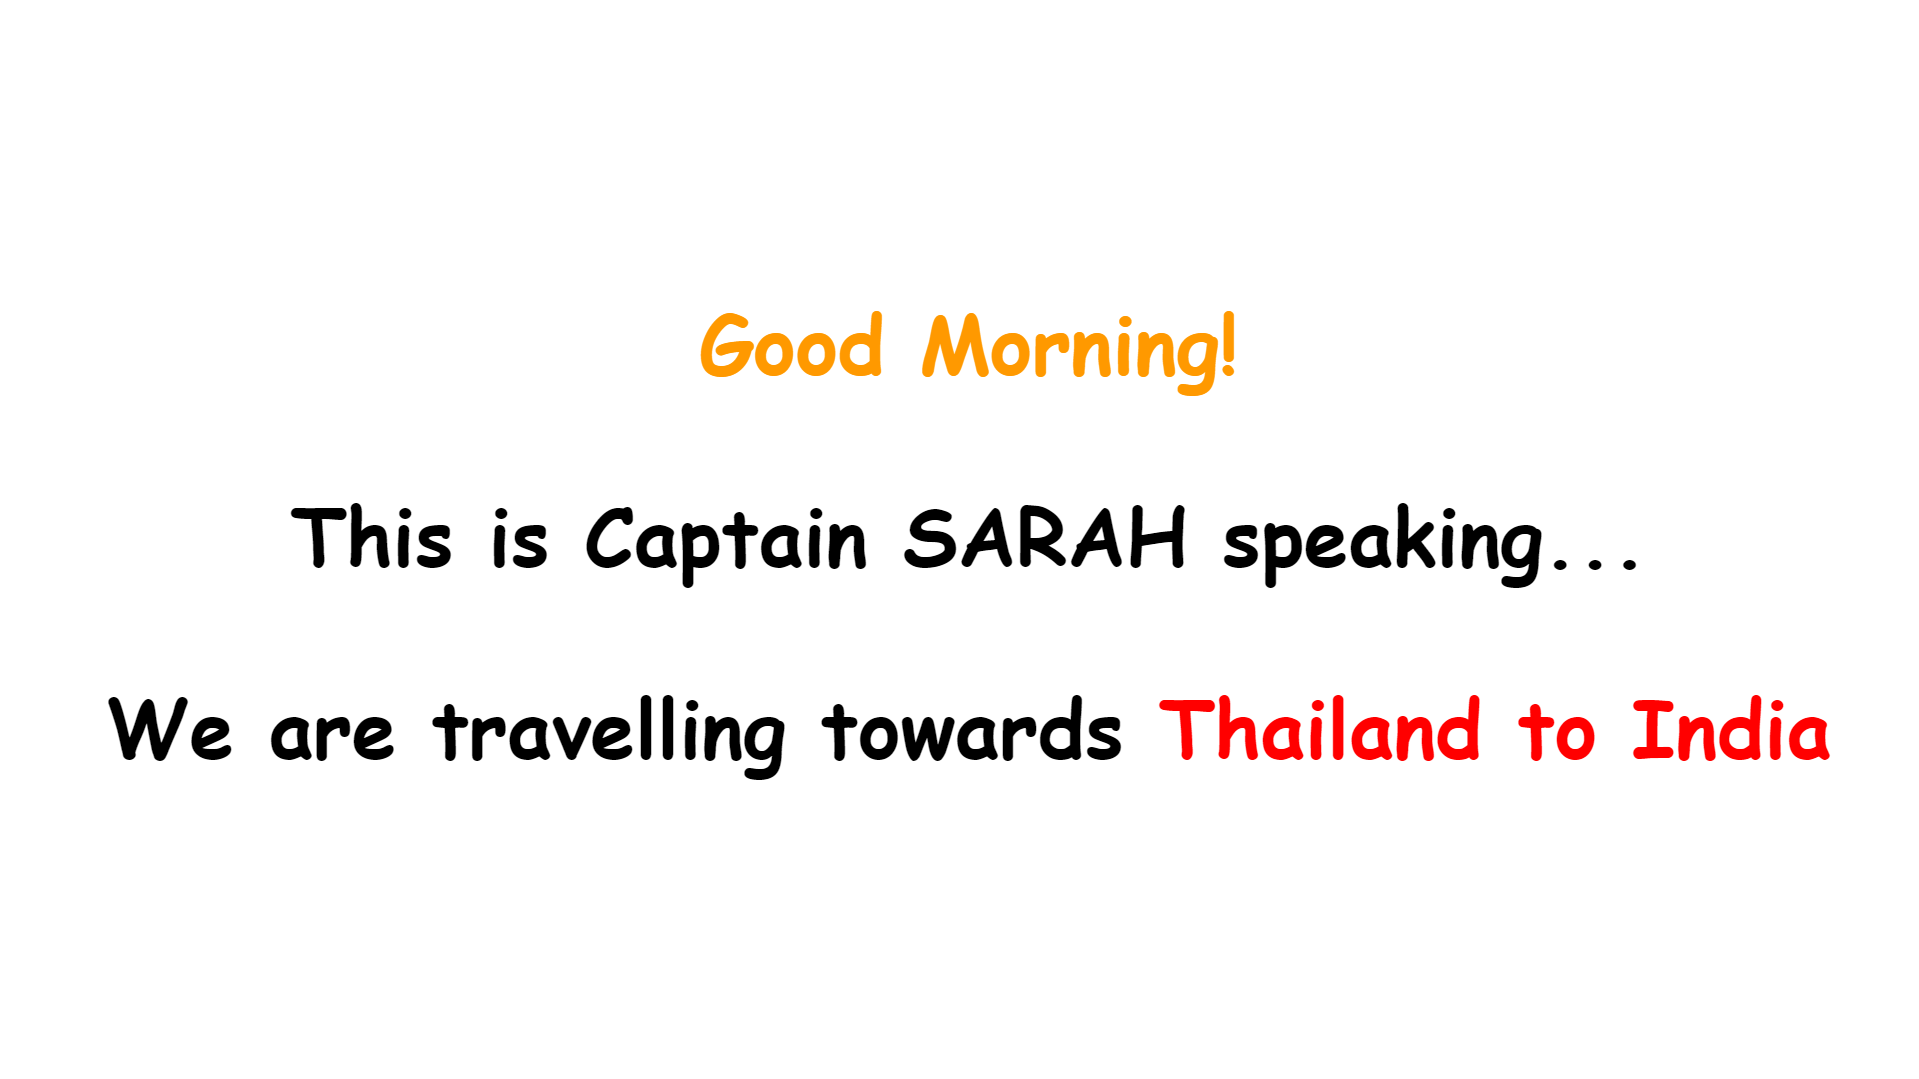 Good Morning!
This is Captain SARAH speaking...
We are travelling towards Thailand to India